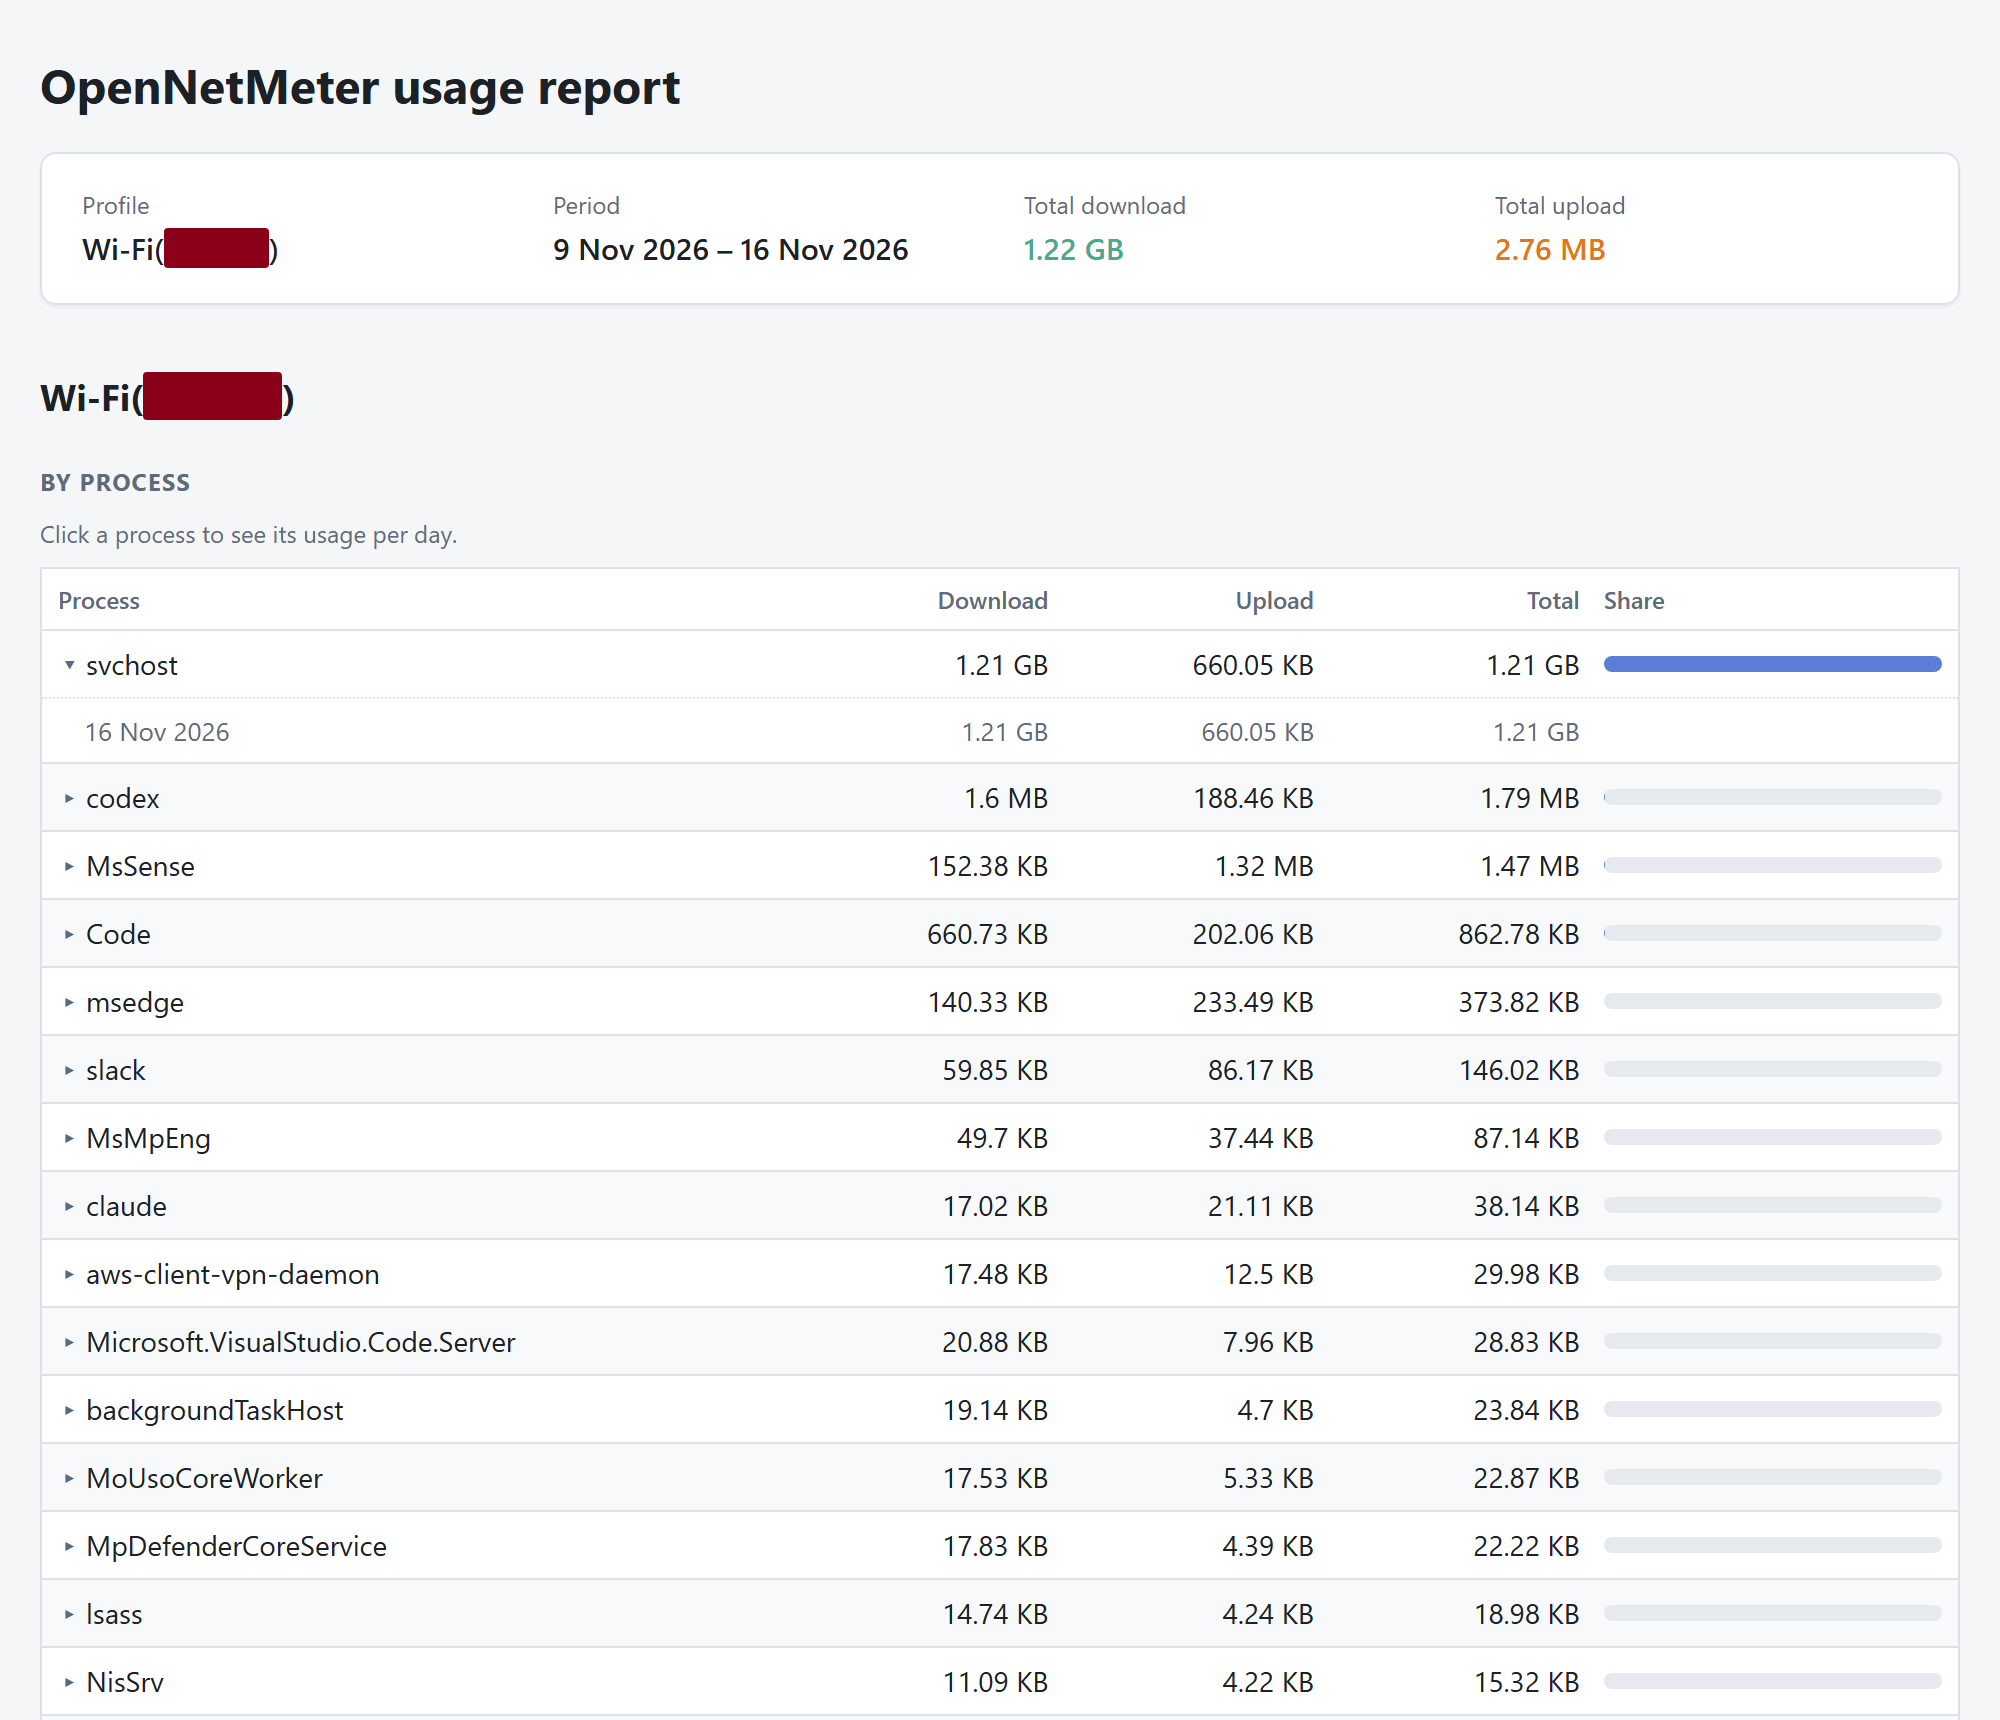 OpenNetMeter usage report
Profile Period Total download Total upload
Wi-Fi( ) 9 Nov 2026 – 16 Nov 2026 1.22 GB 2.76 MB
Wi-Fi( )
BY PROCESS
Click a process to see its usage per day.
Process Download Upload Total Share
svchost 1.21 GB 660.05 KB 1.21 GB
16 Nov 2026 1.21 GB 660.05 KB 1.21 GB
codex 1.6 MB 188.46 KB 1.79 MB
MsSense 152.38 KB 1.32 MB 1.47 MB
Code 660.73 KB 202.06 KB 862.78 KB
msedge 140.33 KB 233.49 KB 373.82 KB
slack 59.85 KB 86.17 KB 146.02 KB
MsMpEng 49.7 KB 37.44 KB 87.14 KB
claude 17.02 KB 21.11 KB 38.14 KB
aws-client-vpn-daemon 17.48 KB 12.5 KB 29.98 KB
Microsoft.VisualStudio.Code.Server 20.88 KB 7.96 KB 28.83 KB
backgroundTaskHost 19.14 KB 4.7 KB 23.84 KB
MoUsoCoreWorker 17.53 KB 5.33 KB 22.87 KB
MpDefenderCoreService 17.83 KB 4.39 KB 22.22 KB
lsass 14.74 KB 4.24 KB 18.98 KB
NisSrv 11.09 KB 4.22 KB 15.32 KB